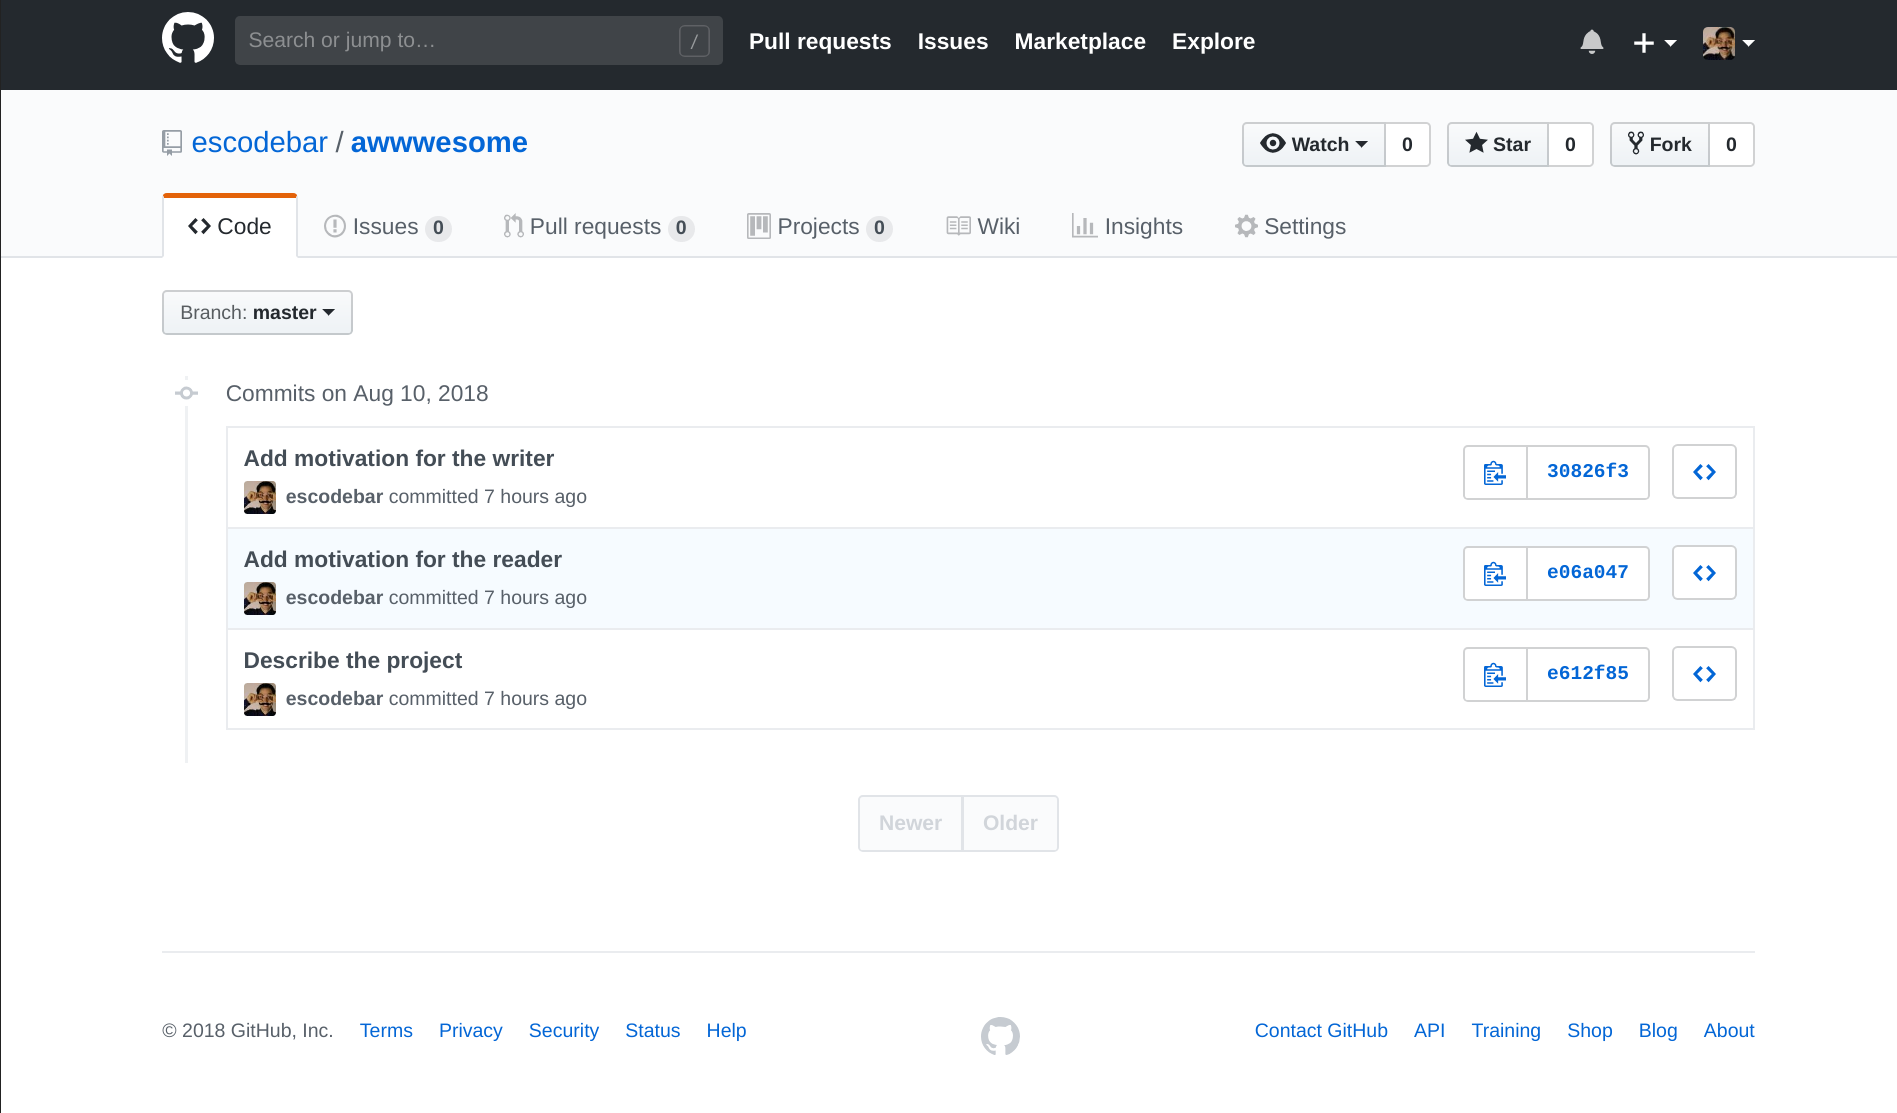 Search or jump to… /
Pull requests Issues Marketplace Explore
escodebar / awwwesome
Watch 0 Star 0 Fork 0
Code Issues 0 Pull requests 0 Projects 0 Wiki Insights Settings
Branch: master
Commits on Aug 10, 2018
Add motivation for the writer
escodebar committed 7 hours ago
30826f3
Add motivation for the reader
escodebar committed 7 hours ago
e06a047
Describe the project
escodebar committed 7 hours ago
e612f85
Newer Older
© 2018 GitHub, Inc. Terms Privacy Security Status Help
Contact GitHub API Training Shop Blog About